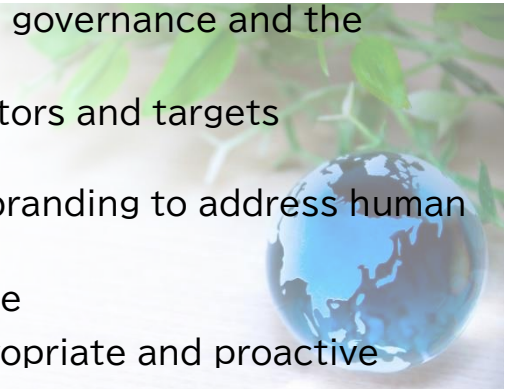 governance and the
tors and targets
branding to address human
e
opriate and proactive